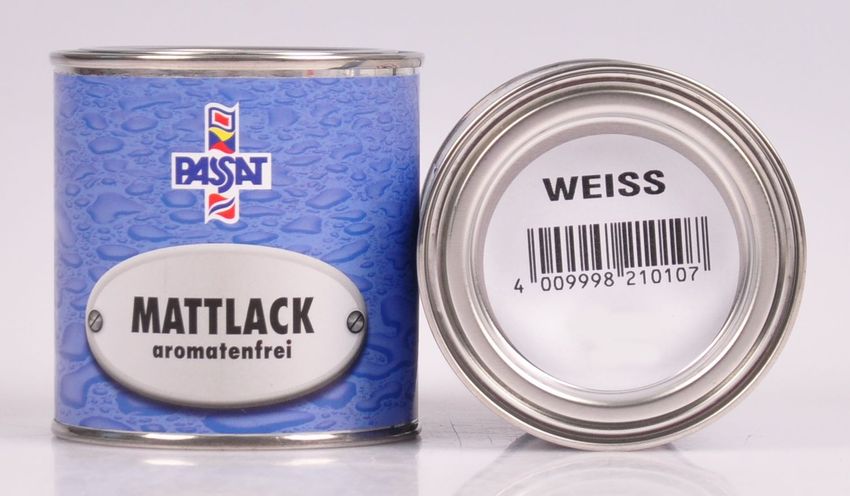 PASSAT
MATTLACK
aromatenfrei
WEISS
4 009998 210107